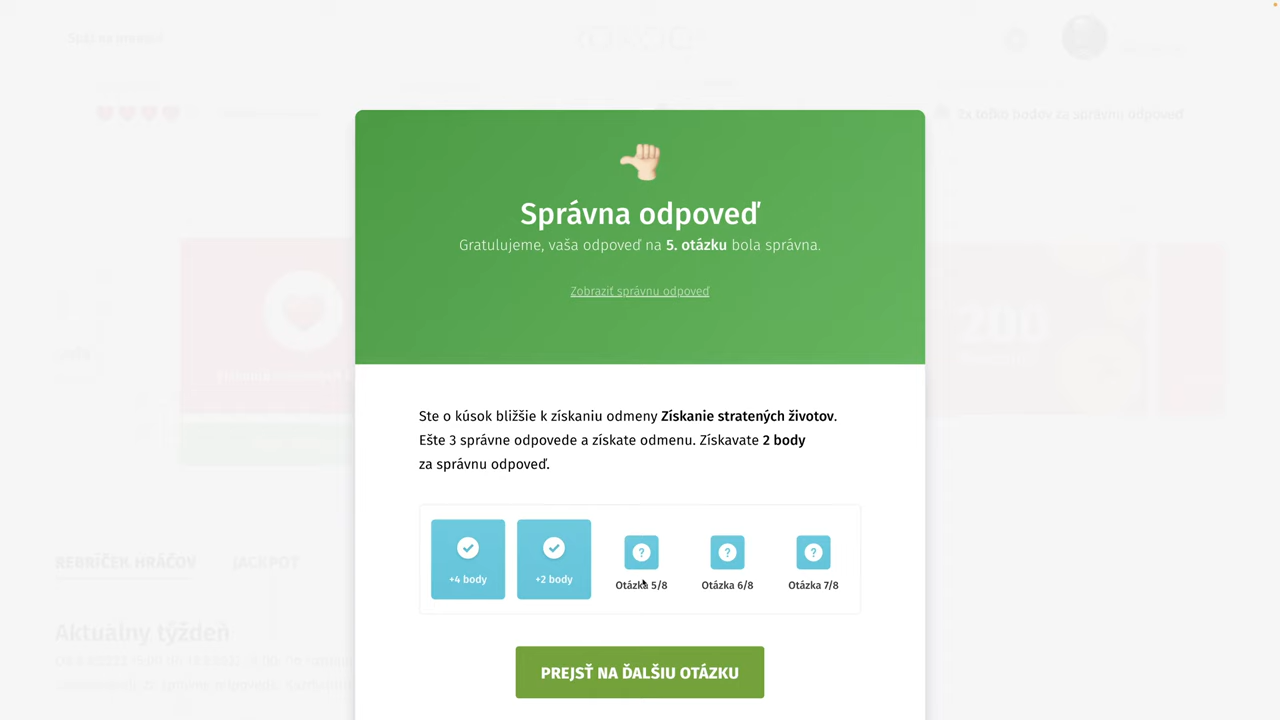 2x toľko bodov za správnu odpoveď
Správna odpoveď
Gratulujeme, vaša odpoveď na 5. otázku bola správna.
Zobraziť správnu odpoveď
200
Ste o kúsok bližšie k získaniu odmeny Získanie stratených životov.
Ešte 3 správne odpovede a získate odmenu. Získavate 2 body
za správnu odpoveď.
+4 body
+2 body
Otázka 5/8
Otázka 6/8
Otázka 7/8
REBRÍČEK HRÁČOV
JACKPOT
Aktuálny týždeň
PREJSŤ NA ĎALŠIU OTÁZKU